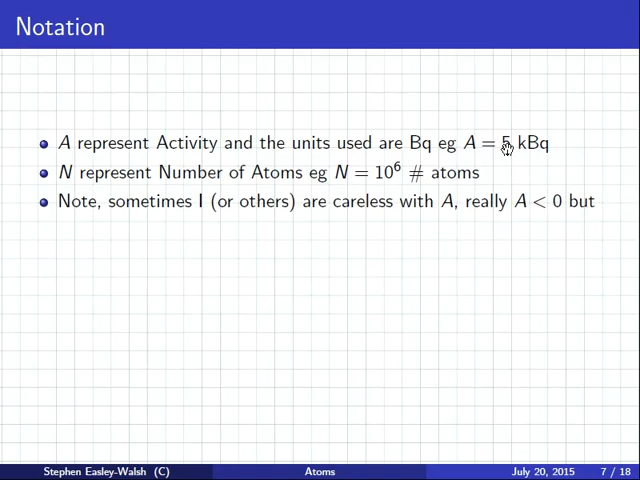 Notation
A represent Activity and the units used are Bq eg A = 5 kBq
N represent Number of Atoms eg N = 10⁶ # atoms
Note, sometimes I (or others) are careless with A, really A < 0 but
Stephen Easley-Walsh (C) Atoms July 20, 2015 7 / 18